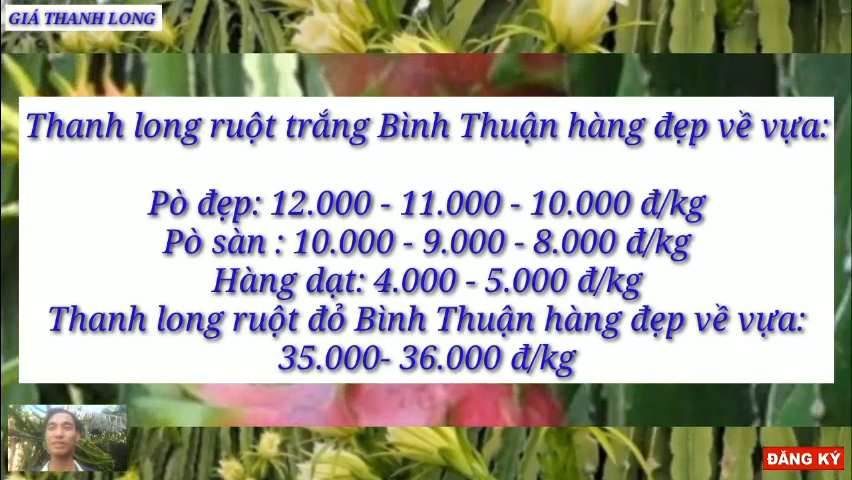 GIÁ THANH LONG
Thanh long ruột trắng Bình Thuận hàng đẹp về vựa:
Pò đẹp: 12.000 - 11.000 - 10.000 đ/kg
Pò sàn : 10.000 - 9.000 - 8.000 đ/kg
Hàng dạt: 4.000 - 5.000 đ/kg
Thanh long ruột đỏ Bình Thuận hàng đẹp về vựa:
35.000- 36.000 đ/kg
ĐĂNG KÝ